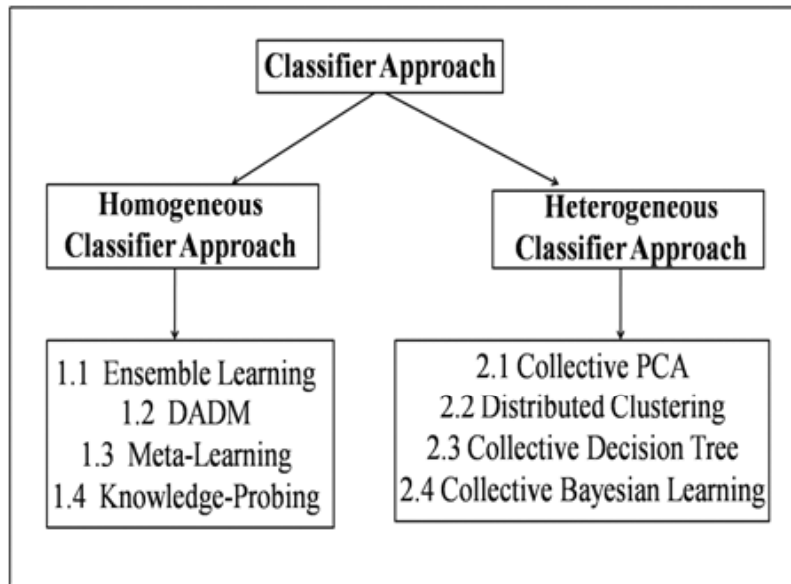 Classifier Approach
Homogeneous
Classifier Approach
Heterogeneous
Classifier Approach
1.1 Ensemble Learning
1.2 DADM
1.3 Meta-Learning
1.4 Knowledge-Probing
2.1 Collective PCA
2.2 Distributed Clustering
2.3 Collective Decision Tree
2.4 Collective Bayesian Learning